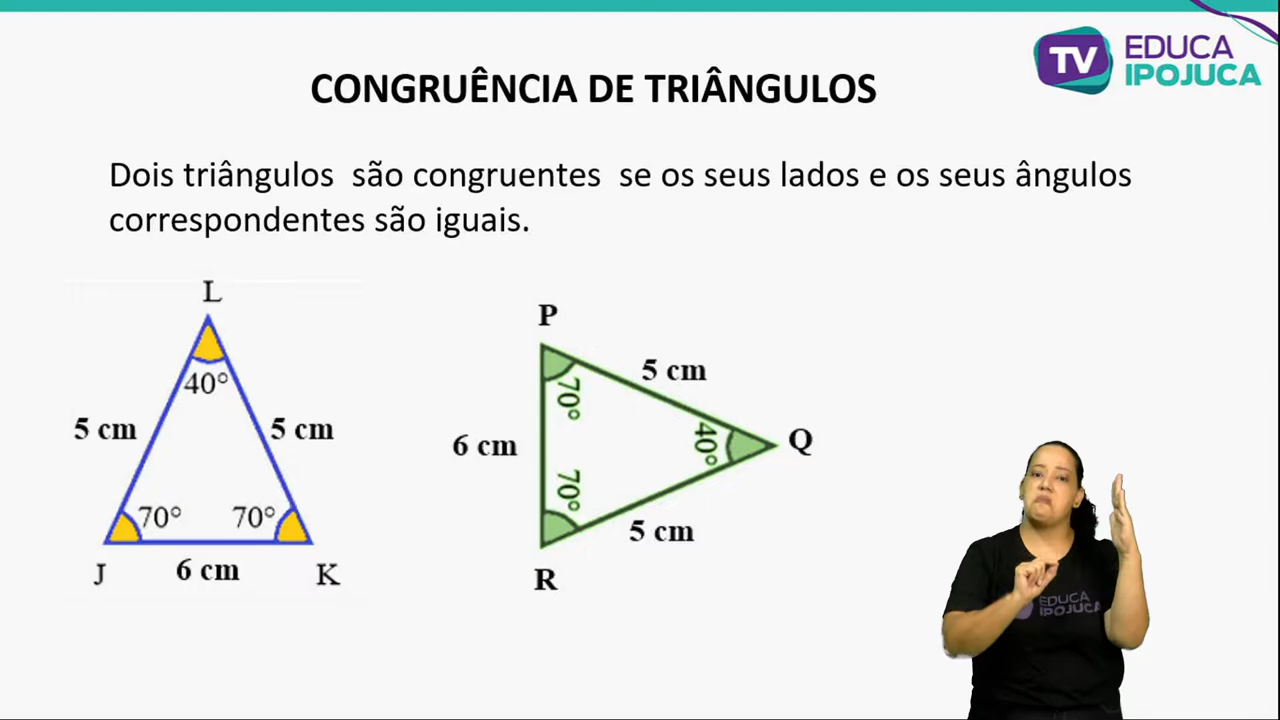 TV EDUCA
IPOJUCA
CONGRUÊNCIA DE TRIÂNGULOS
Dois triângulos são congruentes se os seus lados e os seus ângulos
correspondentes são iguais.
L
40°
5 cm
5 cm
70°
70°
J
6 cm
K
P
5 cm
70°
6 cm
40°
Q
70°
5 cm
R
EDUCA
IPOJUCA